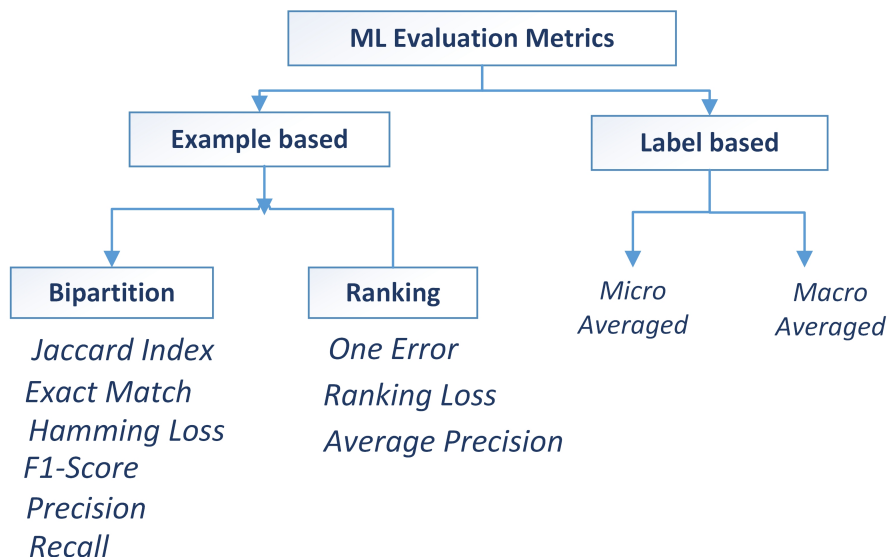 ML Evaluation Metrics
Example based
Label based
Bipartition
Jaccard Index
Exact Match
Hamming Loss
F1-Score
Precision
Recall
Ranking
One Error
Ranking Loss
Average Precision
Micro
Averaged
Macro
Averaged